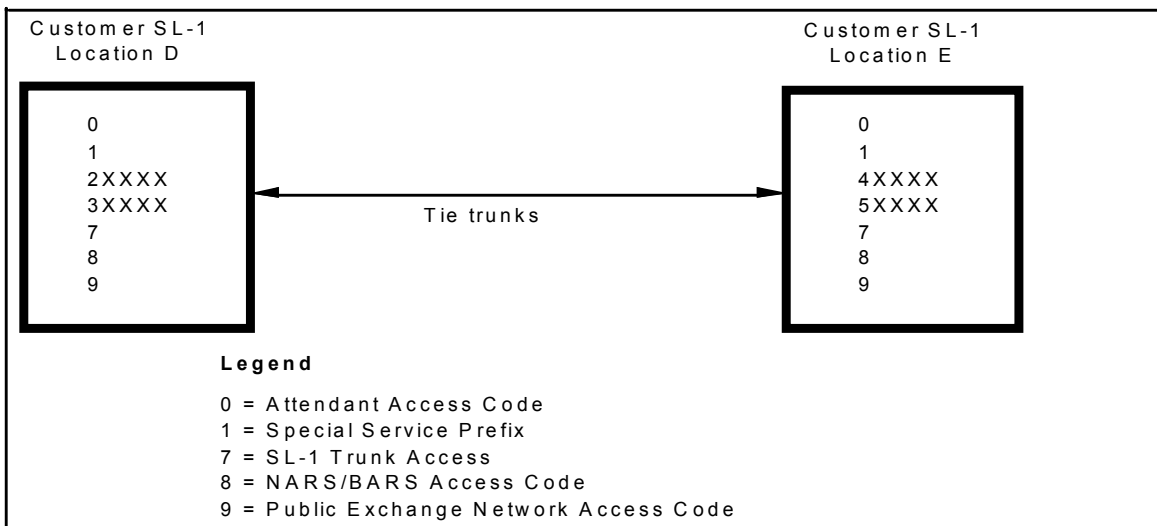 Customer SL-1
Location D
Customer SL-1
Location E
0
1
2XXXX
3XXXX
7
8
9
Tie trunks
0
1
4XXXX
5XXXX
7
8
9
Legend
0 = Attendant Access Code
1 = Special Service Prefix
7 = SL-1 Trunk Access
8 = NARS/BARS Access Code
9 = Public Exchange Network Access Code